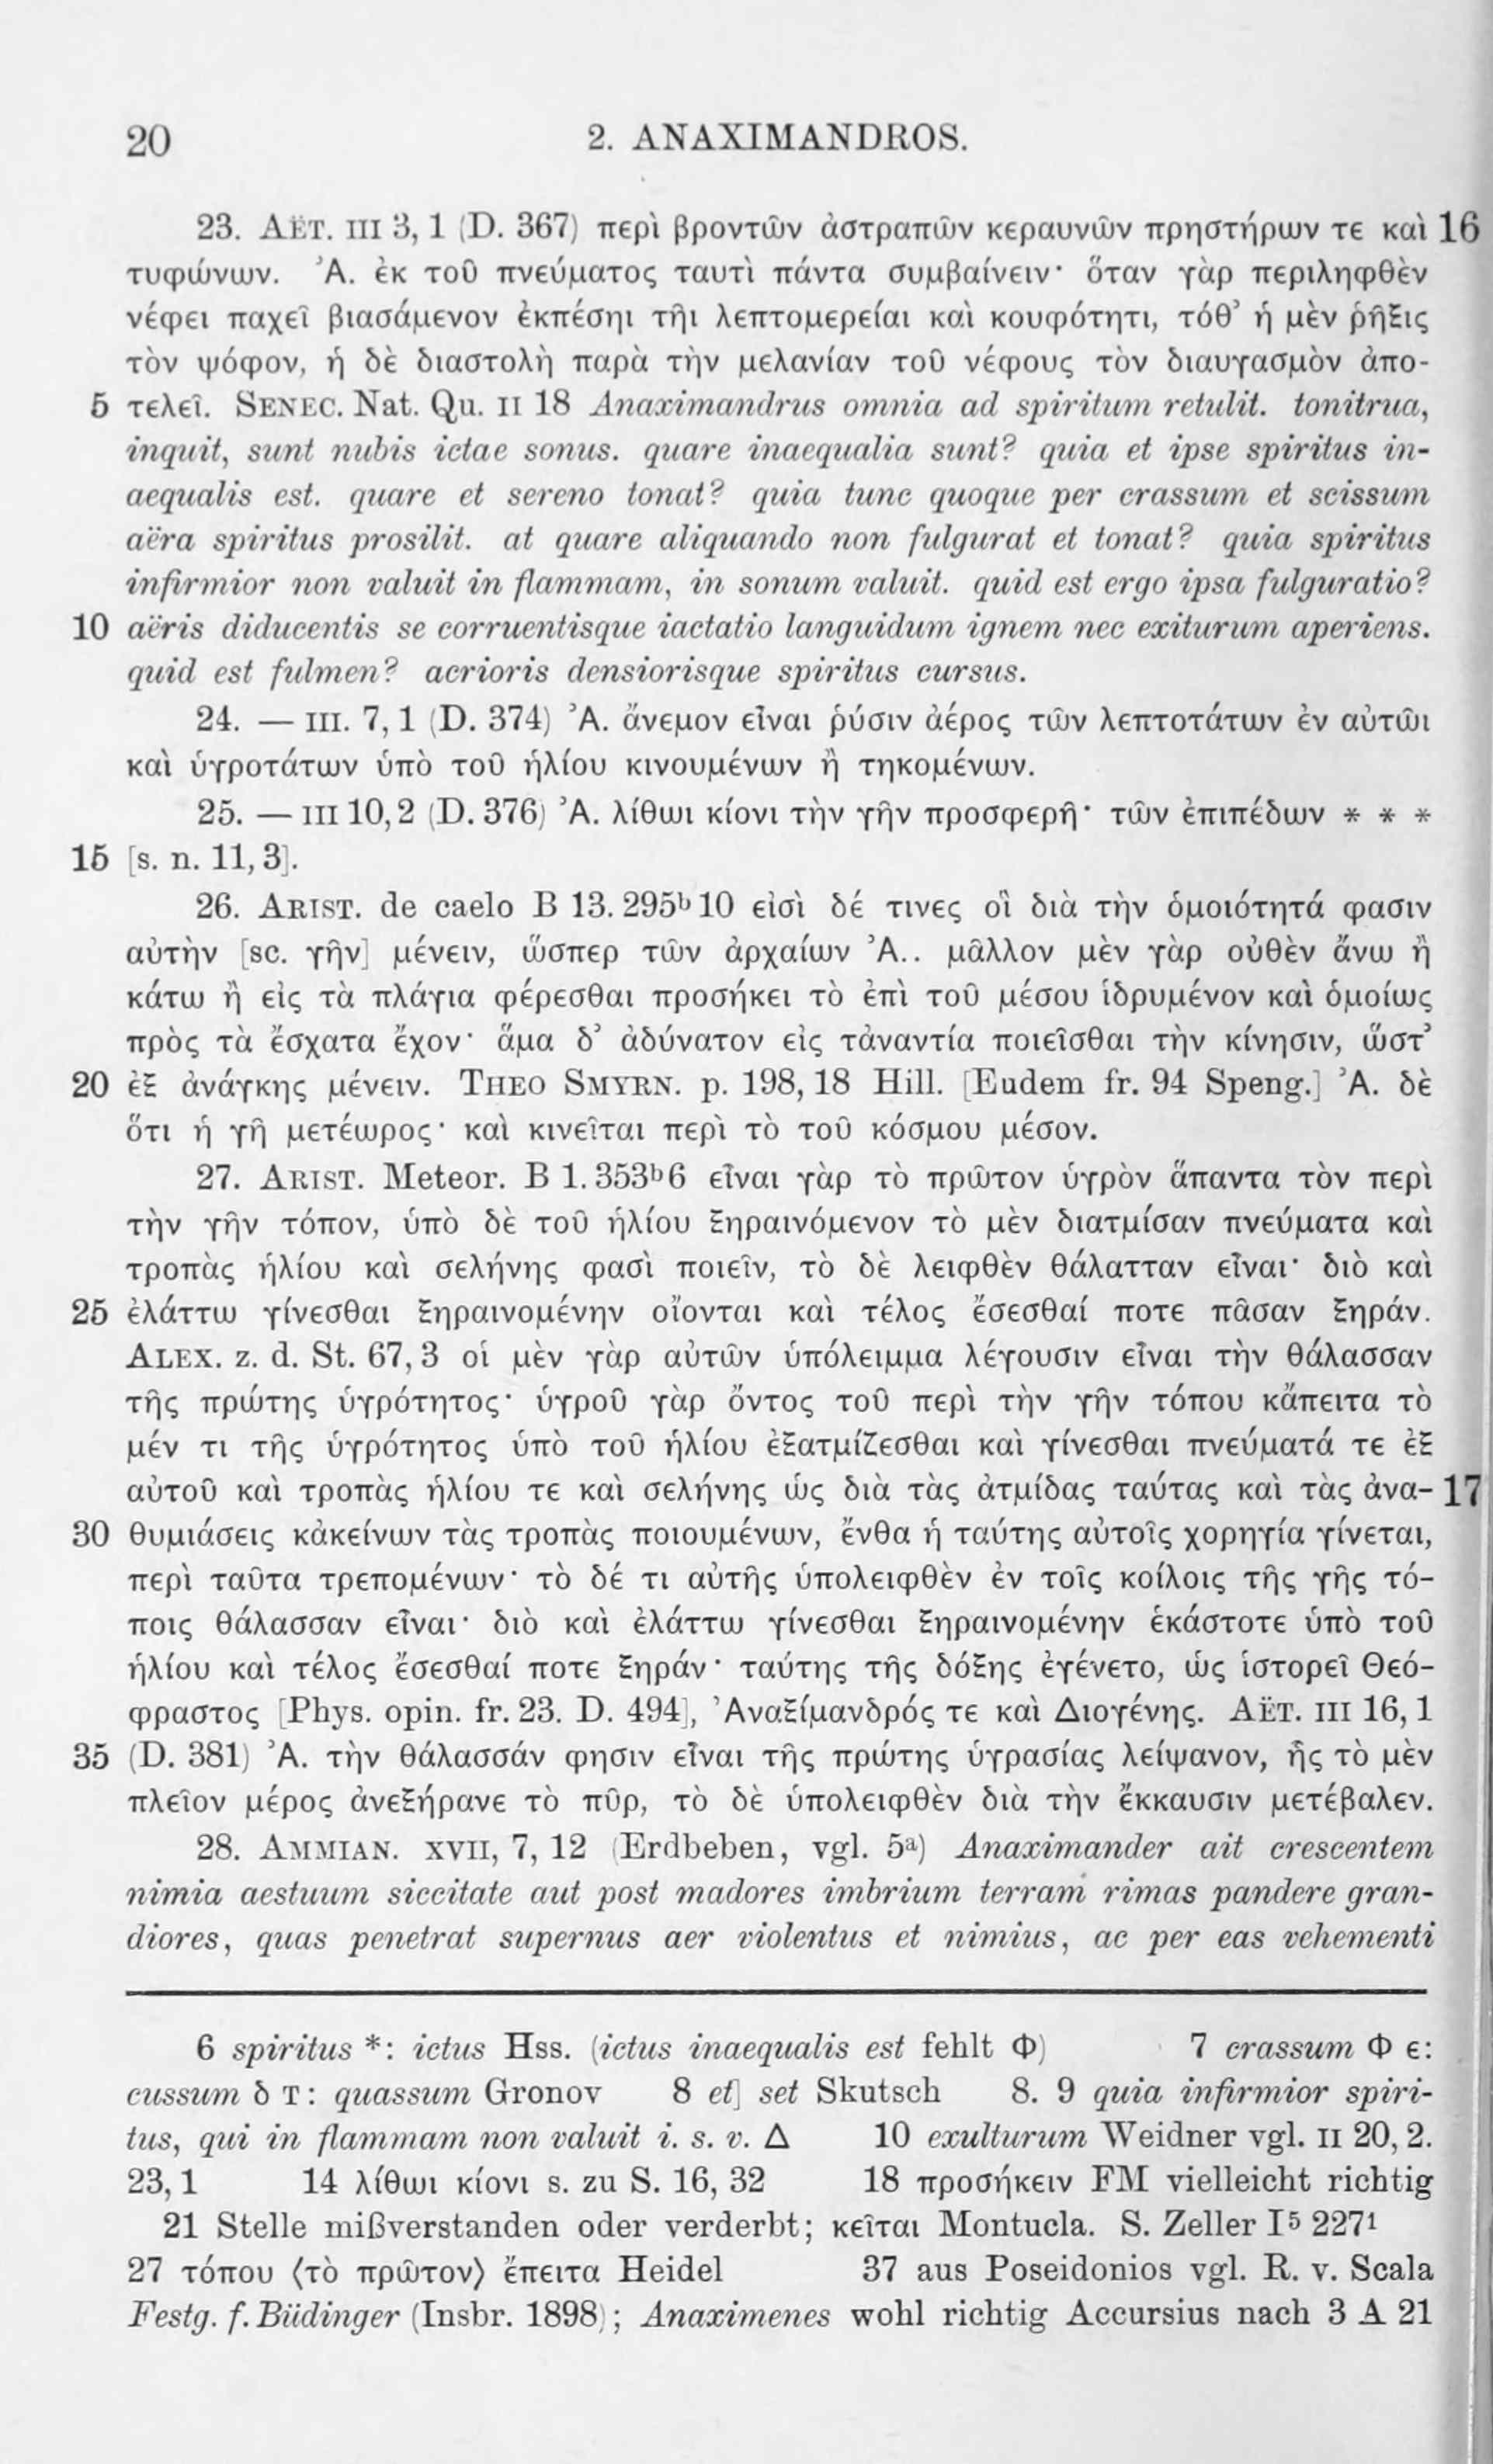 20 2. ANAXIMANDROS.
23. AËT. III 3, 1 (D. 367) περὶ βροντῶν ἀστραπῶν κεραυνῶν πρηστήρων τε καὶ 16
τυφώνων. Ἀ. ἐκ τοῦ πνεύματος ταυτὶ πάντα συμβαίνειν· ὅταν γὰρ περιληφθὲν
νέφει παχεῖ βιασάμενον ἐκπέσηι τῆι λεπτομερείαι καὶ κουφότητι, τόθ’ ἡ μὲν ῥῆξις
τὸν ψόφον, ἡ δὲ διαστολὴ παρὰ τὴν μελανίαν τοῦ νέφους τὸν διαυγασμὸν ἀπο-
5 τελεῖ. SENEC. Nat. Qu. II 18 Anaximandrus omnia ad spiritum retulit. tonitrua,
inquit, sunt nubis ictae sonus. quare inaequalia sunt? quia et ipse spiritus in-
aequalis est. quare et sereno tonat? quia tunc quoque per crassum et scissum
aëra spiritus prosilit. at quare aliquando non fulgurat et tonat? quia spiritus
infirmior non valuit in flammam, in sonum valuit. quid est ergo ipsa fulguratio?
10 aëris diducentis se corruentisque iactatio languidum ignem nec exiturum aperiens.
quid est fulmen? acrioris densiorisque spiritus cursus.
24. — III. 7, 1 (D. 374) Ἀ. ἄνεμον εἶναι ῥύσιν ἀέρος τῶν λεπτοτάτων ἐν αὐτῶι
καὶ ὑγροτάτων ὑπὸ τοῦ ἡλίου κινουμένων ἢ τηκομένων.
25. — III 10, 2 (D. 376) Ἀ. λίθωι κίονι τὴν γῆν προσφερῆ· τῶν ἐπιπέδων * * *
15 [s. n. 11, 3].
26. ARIST. de caelo B 13. 295ᵇ 10 εἰσὶ δέ τινες οἳ διὰ τὴν ὁμοιότητά φασιν
αὐτὴν [sc. γῆν] μένειν, ὥσπερ τῶν ἀρχαίων Ἀ.. μᾶλλον μὲν γὰρ οὐθὲν ἄνω ἢ
κάτω ἢ εἰς τὰ πλάγια φέρεσθαι προσήκει τὸ ἐπὶ τοῦ μέσου ἱδρυμένον καὶ ὁμοίως
πρὸς τὰ ἔσχατα ἔχον· ἅμα δ’ ἀδύνατον εἰς τἀναντία ποιεῖσθαι τὴν κίνησιν, ὥστ’
20 ἐξ ἀνάγκης μένειν. THEO SMYRN. p. 198, 18 Hill. [Eudem fr. 94 Speng.] Ἀ. δὲ
ὅτι ἡ γῆ μετέωρος· καὶ κινεῖται περὶ τὸ τοῦ κόσμου μέσον.
27. ARIST. Meteor. B 1. 353ᵇ 6 εἶναι γὰρ τὸ πρῶτον ὑγρὸν ἅπαντα τὸν περὶ
τὴν γῆν τόπον, ὑπὸ δὲ τοῦ ἡλίου ξηραινόμενον τὸ μὲν διατμίσαν πνεύματα καὶ
τροπὰς ἡλίου καὶ σελήνης φασὶ ποιεῖν, τὸ δὲ λειφθὲν θάλατταν εἶναι· διὸ καὶ
25 ἐλάττω γίνεσθαι ξηραινομένην οἴονται καὶ τέλος ἔσεσθαί ποτε πᾶσαν ξηράν.
ALEX. z. d. St. 67, 3 οἱ μὲν γὰρ αὐτῶν ὑπόλειμμα λέγουσιν εἶναι τὴν θάλασσαν
τῆς πρώτης ὑγρότητος· ὑγροῦ γὰρ ὄντος τοῦ περὶ τὴν γῆν τόπου κἄπειτα τὸ
μέν τι τῆς ὑγρότητος ὑπὸ τοῦ ἡλίου ἐξατμίζεσθαι καὶ γίνεσθαι πνεύματά τε ἐξ
αὐτοῦ καὶ τροπὰς ἡλίου τε καὶ σελήνης ὡς διὰ τὰς ἀτμίδας ταύτας καὶ τὰς ἀνα- 17
30 θυμιάσεις κἀκείνων τὰς τροπὰς ποιουμένων, ἔνθα ἡ ταύτης αὐτοῖς χορηγία γίνεται,
περὶ ταῦτα τρεπομένων· τὸ δέ τι αὐτῆς ὑπολειφθὲν ἐν τοῖς κοίλοις τῆς γῆς τό-
ποις θάλασσαν εἶναι· διὸ καὶ ἐλάττω γίνεσθαι ξηραινομένην ἑκάστοτε ὑπὸ τοῦ
ἡλίου καὶ τέλος ἔσεσθαί ποτε ξηράν· ταύτης τῆς δόξης ἐγένετο, ὡς ἱστορεῖ Θεό-
φραστος [Phys. opin. fr. 23. D. 494], Ἀναξίμανδρός τε καὶ Διογένης. AËT. III 16, 1
35 (D. 381) Ἀ. τὴν θάλασσάν φησιν εἶναι τῆς πρώτης ὑγρασίας λείψανον, ἧς τὸ μὲν
πλεῖον μέρος ἀνεξήρανε τὸ πῦρ, τὸ δὲ ὑπολειφθὲν διὰ τὴν ἔκκαυσιν μετέβαλεν.
28. AMMIAN. XVII, 7, 12 (Erdbeben, vgl. 5ᵃ) Anaximander ait crescentem
nimia aestuum siccitate aut post madores imbrium terram rimas pandere gran-
diores, quas penetrat supernus aer violentus et nimius, ac per eas vehementi
6 spiritus *: ictus Hss. (ictus inaequalis est fehlt Φ) 7 crassum Φ ε:
cussum δ T: quassum Gronov 8 et] set Skutsch 8. 9 quia infirmior spiri-
tus, qui in flammam non valuit i. s. v. Δ 10 exulturum Weidner vgl. II 20, 2.
23, 1 14 λίθωι κίονι s. zu S. 16, 32 18 προσήκειν FM vielleicht richtig
21 Stelle mißverstanden oder verderbt; κεῖται Montucla. S. Zeller I⁵ 227¹
27 τόπου ⟨τὸ πρῶτον⟩ ἔπειτα Heidel 37 aus Poseidonios vgl. R. v. Scala
Festg. f. Büdinger (Insbr. 1898); Anaximenes wohl richtig Accursius nach 3 A 21